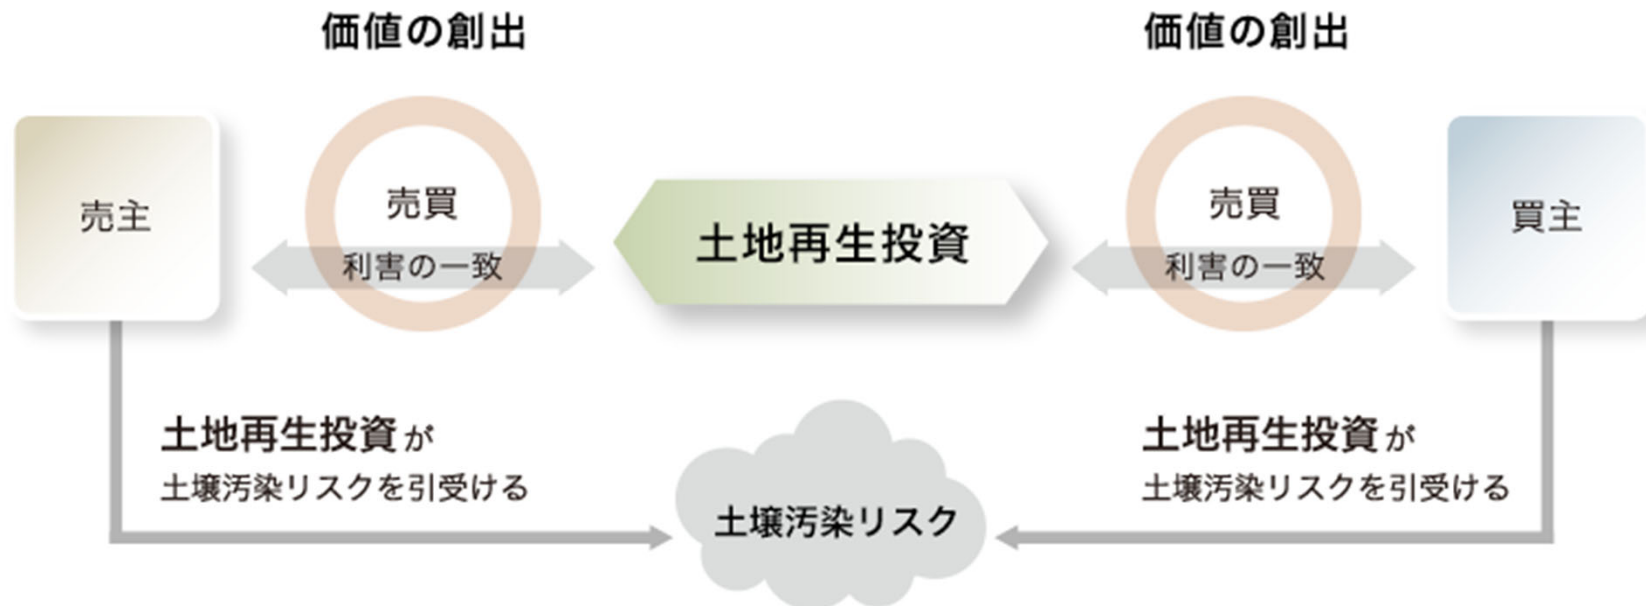 価値の創出
価値の創出
売主
売買
利害の一致
土地再生投資
売買
利害の一致
買主
土地再生投資が
土壌汚染リスクを引受ける
土壌汚染リスク
土地再生投資が
土壌汚染リスクを引受ける